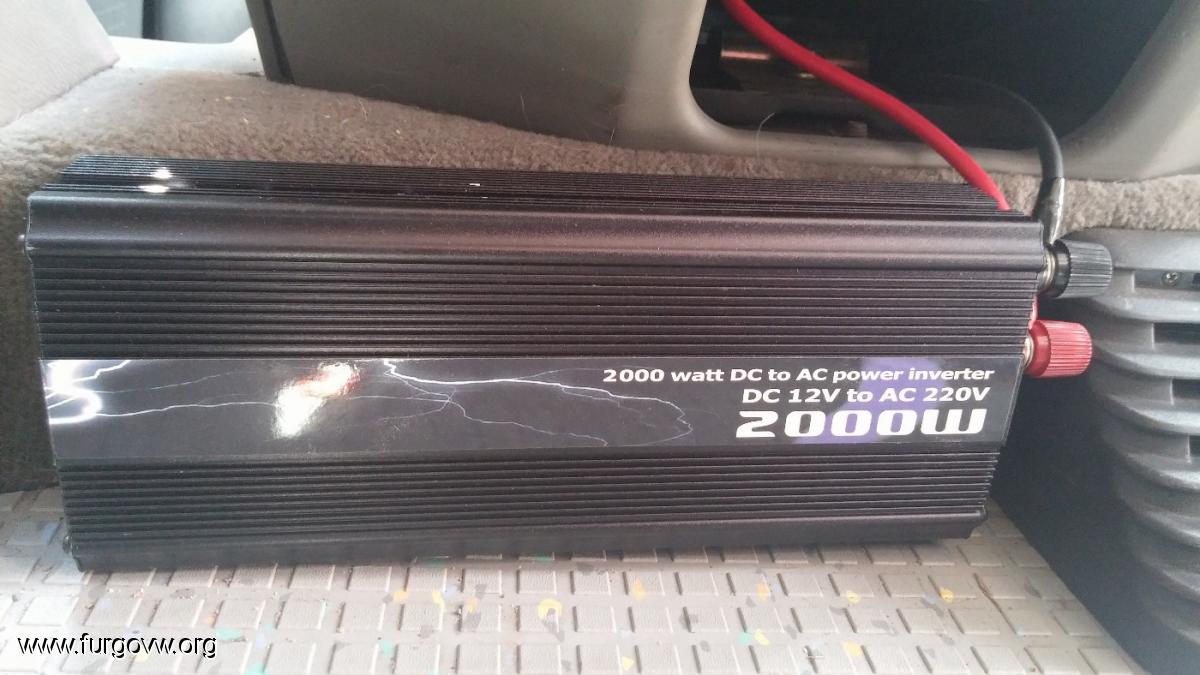 2000 watt DC to AC power inverter
DC 12V to AC 220V
2000W
www.furgovw.org